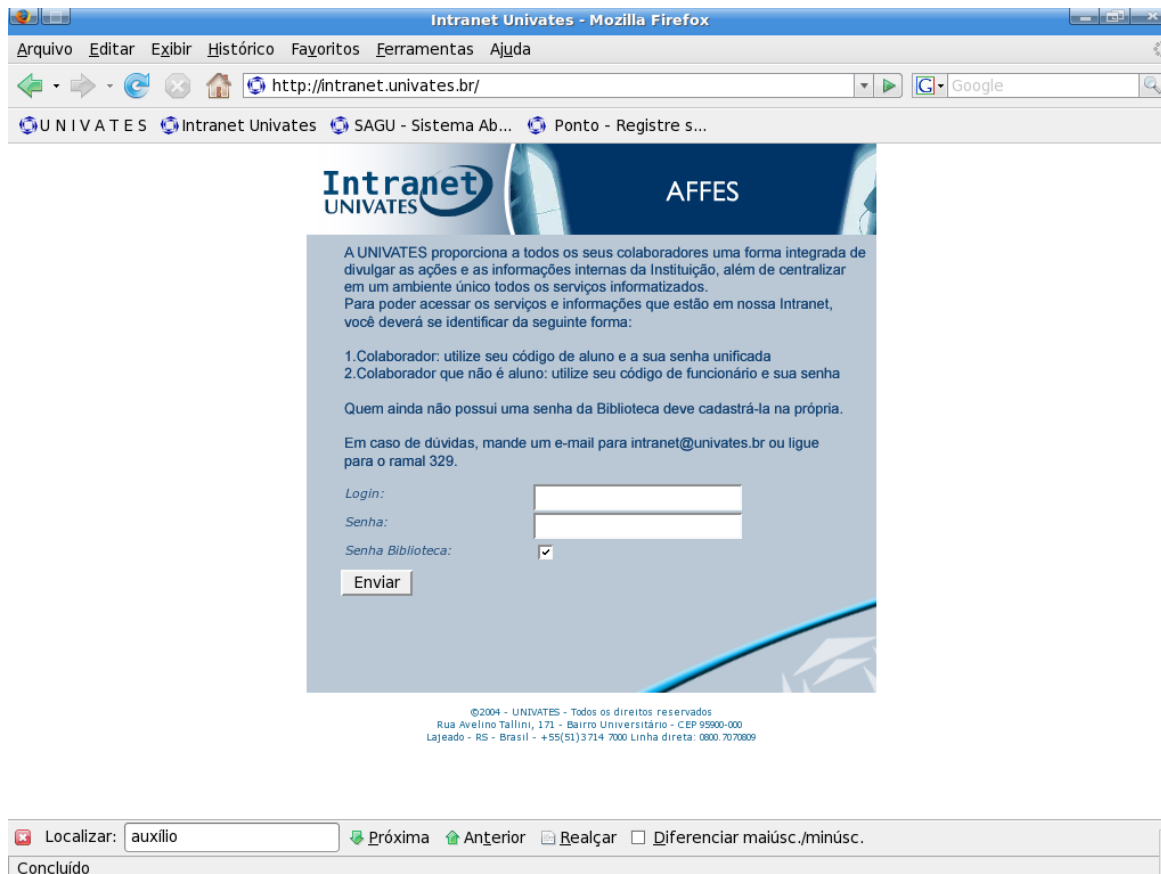 Intranet Univates - Mozilla Firefox
Arquivo Editar Exibir Histórico Favoritos Ferramentas Ajuda
http://intranet.univates.br/ G Google
U N I V A T E S Intranet Univates SAGU - Sistema Ab... Ponto - Registre s...
Intranet
UNIVATES
AFFES
A UNIVATES proporciona a todos os seus colaboradores uma forma integrada de
divulgar as ações e as informações internas da Instituição, além de centralizar
em um ambiente único todos os serviços informatizados.
Para poder acessar os serviços e informações que estão em nossa Intranet,
você deverá se identificar da seguinte forma:
1.Colaborador: utilize seu código de aluno e a sua senha unificada
2.Colaborador que não é aluno: utilize seu código de funcionário e sua senha
Quem ainda não possui uma senha da Biblioteca deve cadastrá-la na própria.
Em caso de dúvidas, mande um e-mail para intranet@univates.br ou ligue
para o ramal 329.
Login:
Senha:
Senha Biblioteca:
Enviar
©2004 - UNIVATES - Todos os direitos reservados
Rua Avelino Tallini, 171 - Bairro Universitário - CEP 95900-000
Lajeado - RS - Brasil - +55(51)3714 7000 Linha direta: 0800.7070809
Localizar: auxílio Próxima Anterior Realçar Diferenciar maiúsc./minúsc.
Concluído